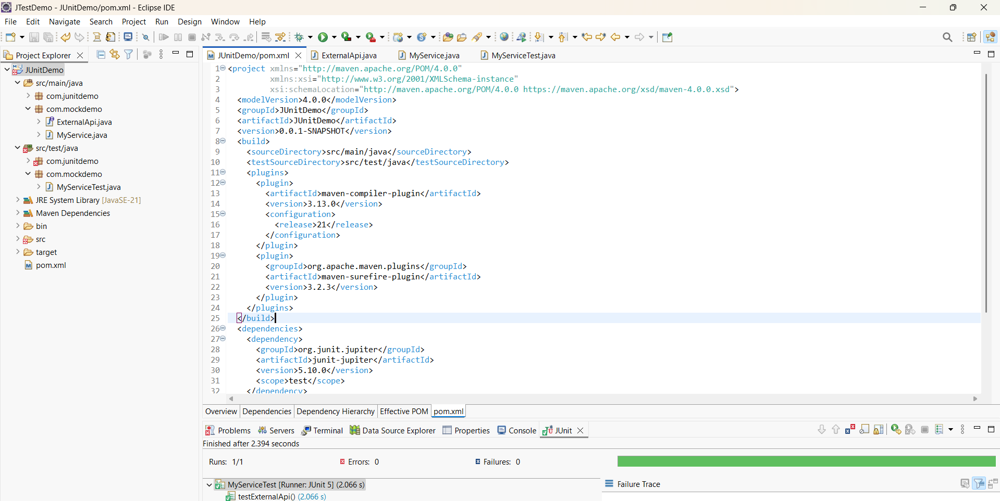 JTestDemo - JUnitDemo/pom.xml - Eclipse IDE
File Edit Navigate Search Project Run Design Window Help
Project Explorer
JUnitDemo
src/main/java
com.junitdemo
com.mockdemo
ExternalApi.java
MyService.java
src/test/java
com.junitdemo
com.mockdemo
MyServiceTest.java
JRE System Library [JavaSE-21]
Maven Dependencies
bin
src
target
pom.xml
JUnitDemo/pom.xml ExternalApi.java MyService.java MyServiceTest.java
1 <project xmlns="http://maven.apache.org/POM/4.0.0"
2 xmlns:xsi="http://www.w3.org/2001/XMLSchema-instance"
3 xsi:schemaLocation="http://maven.apache.org/POM/4.0.0 https://maven.apache.org/xsd/maven-4.0.0.xsd">
4 <modelVersion>4.0.0</modelVersion>
5 <groupId>JUnitDemo</groupId>
6 <artifactId>JUnitDemo</artifactId>
7 <version>0.0.1-SNAPSHOT</version>
8 <build>
9 <sourceDirectory>src/main/java</sourceDirectory>
10 <testSourceDirectory>src/test/java</testSourceDirectory>
11 <plugins>
12 <plugin>
13 <artifactId>maven-compiler-plugin</artifactId>
14 <version>3.13.0</version>
15 <configuration>
16 <release>21</release>
17 </configuration>
18 </plugin>
19 <plugin>
20 <groupId>org.apache.maven.plugins</groupId>
21 <artifactId>maven-surefire-plugin</artifactId>
22 <version>3.2.3</version>
23 </plugin>
24 </plugins>
25 </build>
26 <dependencies>
27 <dependency>
28 <groupId>org.junit.jupiter</groupId>
29 <artifactId>junit-jupiter</artifactId>
30 <version>5.10.0</version>
31 <scope>test</scope>
32 </dependency>
Overview Dependencies Dependency Hierarchy Effective POM pom.xml
Problems Servers Terminal Data Source Explorer Properties Console JUnit
Finished after 2.394 seconds
Runs: 1/1 Errors: 0 Failures: 0
MyServiceTest [Runner: JUnit 5] (2.066 s)
testExternalApi() (2.066 s)
Failure Trace